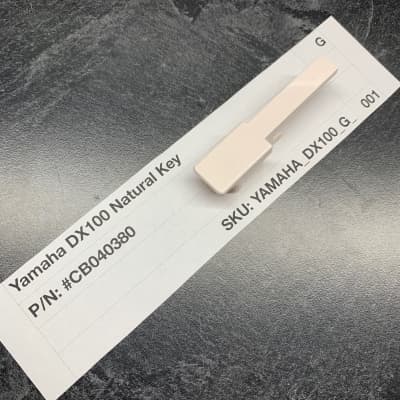 G
Yamaha DX100 Natural Key
P/N: #CB040380
SKU: YAMAHA_DX100_G_ 001